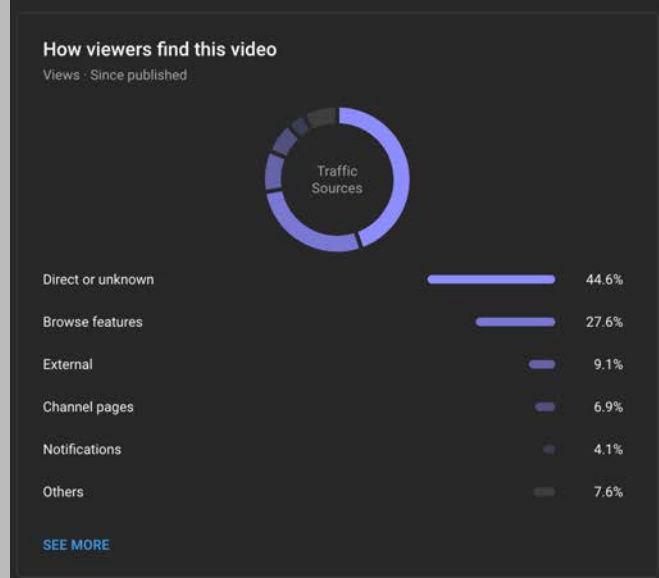 How viewers find this video
Views · Since published
Traffic
Sources
Direct or unknown 44.6%
Browse features 27.6%
External 9.1%
Channel pages 6.9%
Notifications 4.1%
Others 7.6%
SEE MORE